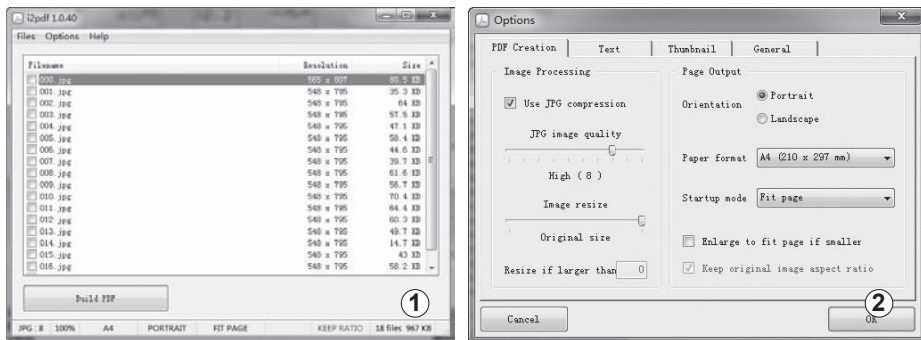 i2pdf 1.0.40
Files Options Help
Filename Resolution Size
000.jpg 565 x 807 80.5 KB
001.jpg 548 x 795 35.3 KB
002.jpg 548 x 795 64 KB
003.jpg 548 x 795 57.5 KB
004.jpg 548 x 795 47.1 KB
005.jpg 548 x 795 58.4 KB
006.jpg 548 x 795 44.6 KB
007.jpg 548 x 795 39.7 KB
008.jpg 548 x 795 61.6 KB
009.jpg 548 x 795 56.7 KB
010.jpg 548 x 795 70.4 KB
011.jpg 548 x 795 64.4 KB
012.jpg 548 x 795 60.3 KB
013.jpg 548 x 795 49.7 KB
014.jpg 548 x 795 14.7 KB
015.jpg 548 x 795 43 KB
016.jpg 548 x 795 58.2 KB
Build PDF
1
JPG : 8 100% A4 PORTRAIT FIT PAGE KEEP RATIO 18 files 967 KB
Options
PDF Creation Text Thumbnail General
Image Processing
Use JPG compression
JPG image quality
High ( 8 )
Image resize
Original size
Resize if larger than 0
Page Output
Orientation Portrait
Landscape
Paper format A4 (210 x 297 mm)
Startup mode Fit page
Enlarge to fit page if smaller
Keep original image aspect ratio
2
Cancel OK